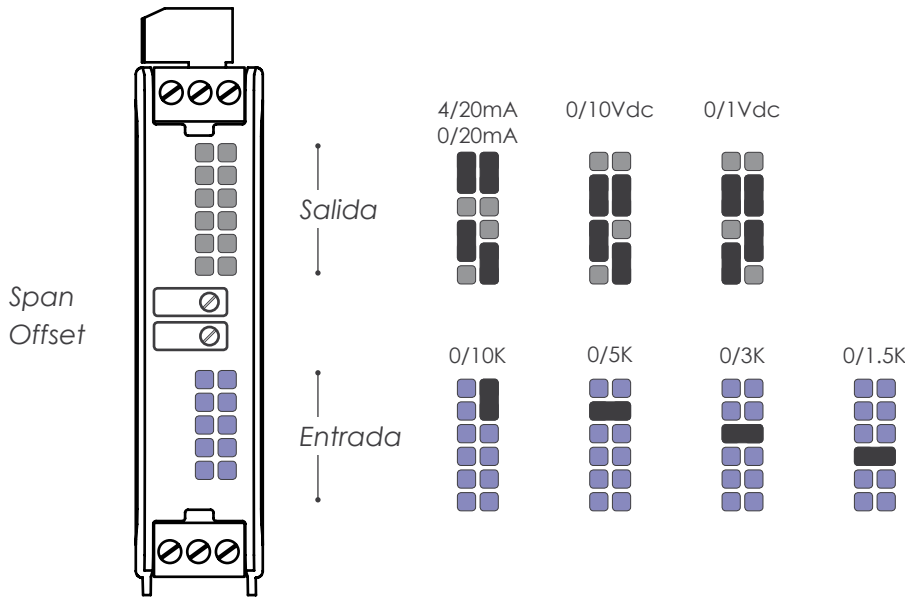 4/20mA
0/20mA
0/10Vdc
0/1Vdc
Salida
Span
Offset
0/10K
0/5K
0/3K
0/1.5K
Entrada